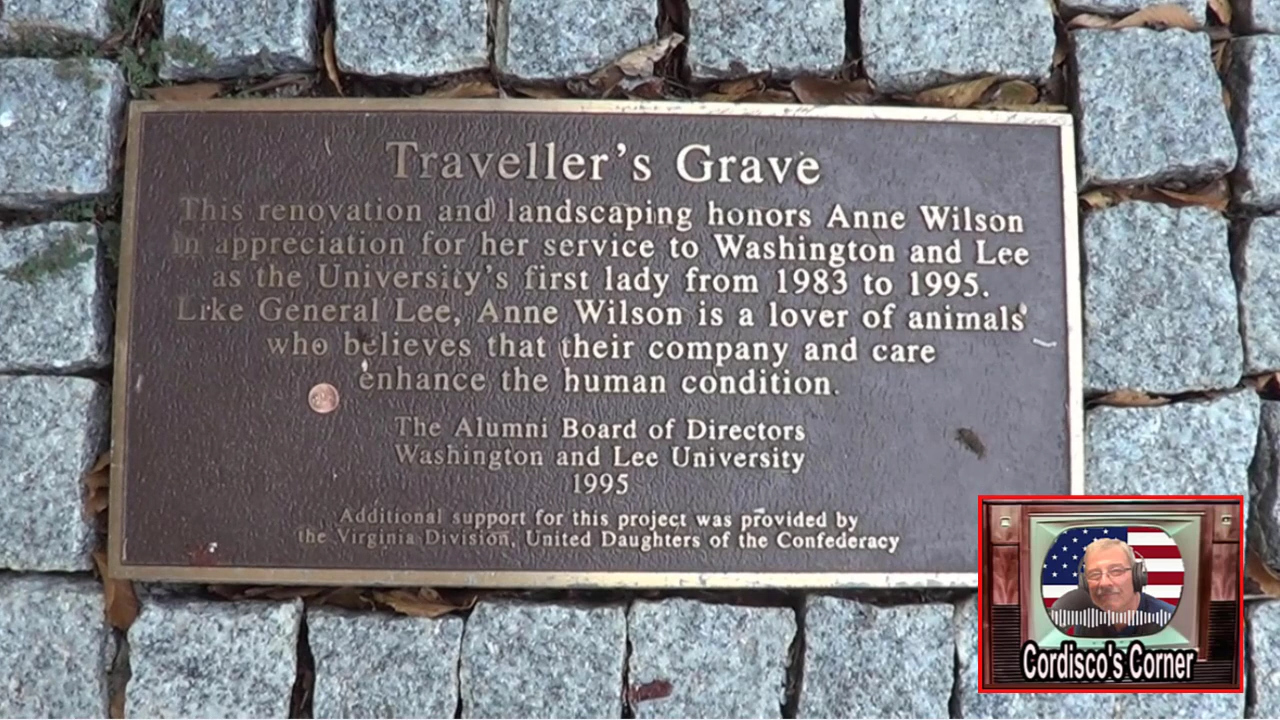 Traveller's Grave
This renovation and landscaping honors Anne Wilson
in appreciation for her service to Washington and Lee
as the University's first lady from 1983 to 1995.
Like General Lee, Anne Wilson is a lover of animals
who believes that their company and care
enhance the human condition.
The Alumni Board of Directors
Washington and Lee University
1995
Additional support for this project was provided by
the Virginia Division, United Daughters of the Confederacy
Cordisco's Corner